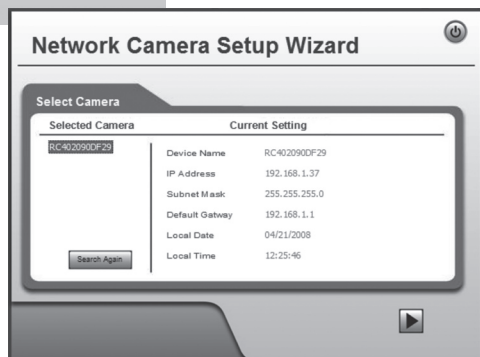 Network Camera Setup Wizard
Select Camera
Selected Camera
Current Setting
RC402090DF29
Device Name RC402090DF29
IP Address 192.168.1.37
Subnet Mask 255.255.255.0
Default Gatway 192.168.1.1
Local Date 04/21/2008
Local Time 12:25:46
Search Again